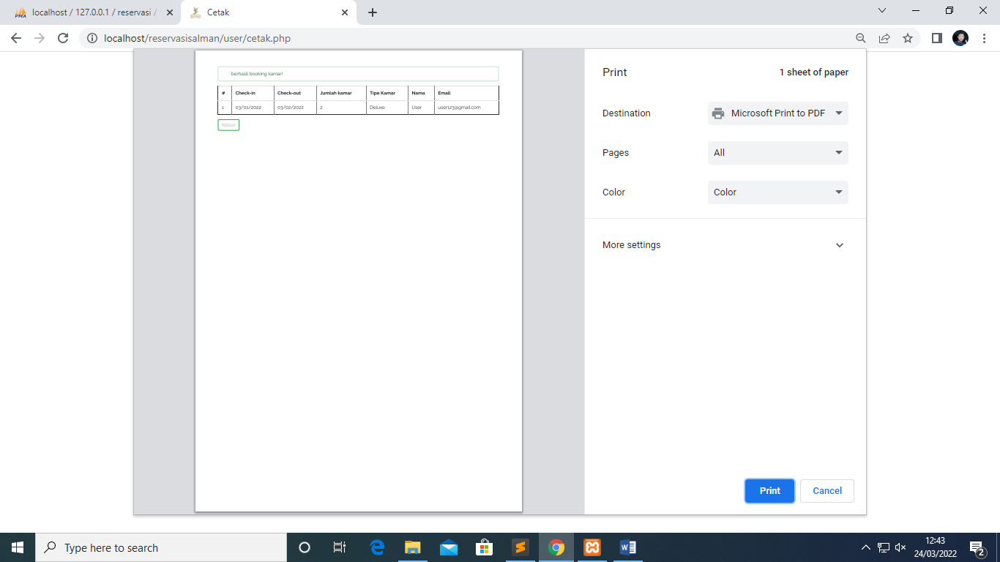 localhost / 127.0.0.1 / reservasi /
Cetak
localhost/reservasisalman/user/cetak.php
berhasil booking kamar!
# Check-in Check-out Jumlah kamar Tipe Kamar Nama Email
1 03/01/2022 03/02/2022 2 Deluxe User user123@gmail.com
Keluar
Print 1 sheet of paper
Destination Microsoft Print to PDF
Pages All
Color Color
More settings
Print Cancel
Type here to search
12:43
24/03/2022
2